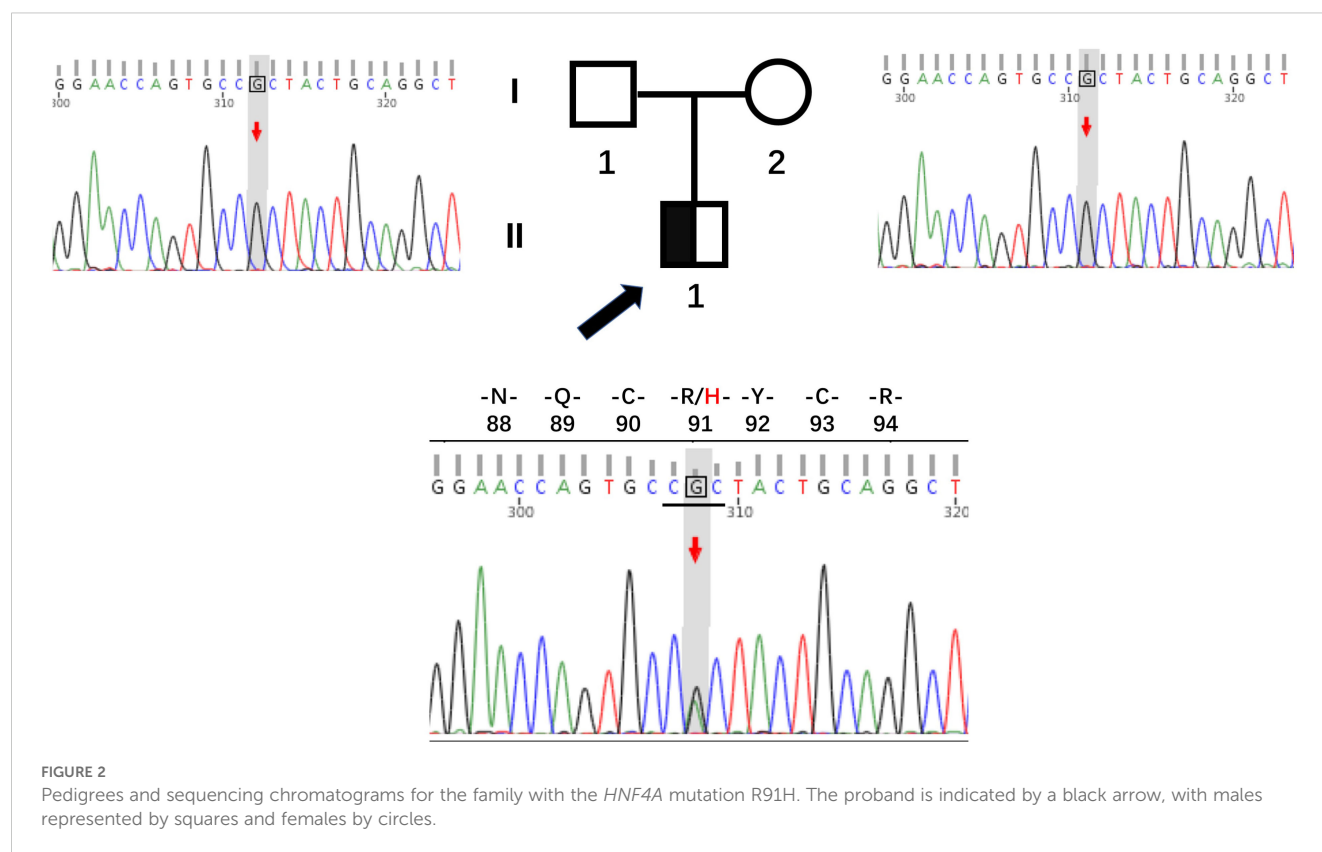 G G A A C C A G T G C C G C T A C T G C A G G C T
300 310 320
I
1 2
G G A A C C A G T G C C G C T A C T G C A G G C T
300 310 320
II
1
-N- -Q- -C- -R/H- -Y- -C- -R-
88 89 90 91 92 93 94
G G A A C C A G T G C C G C T A C T G C A G G C T
300 310 320
FIGURE 2
Pedigrees and sequencing chromatograms for the family with the HNF4A mutation R91H. The proband is indicated by a black arrow, with males
represented by squares and females by circles.